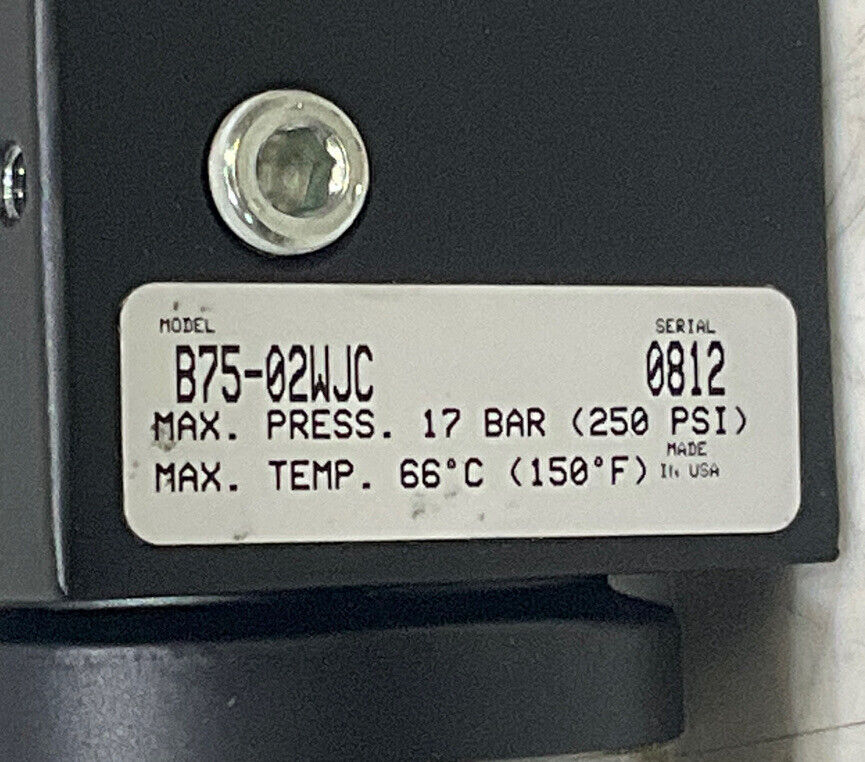 MODEL SERIAL
B75-02WJC 0812
MAX. PRESS. 17 BAR (250 PSI)
MADE
MAX. TEMP. 66°C (150°F) IN USA